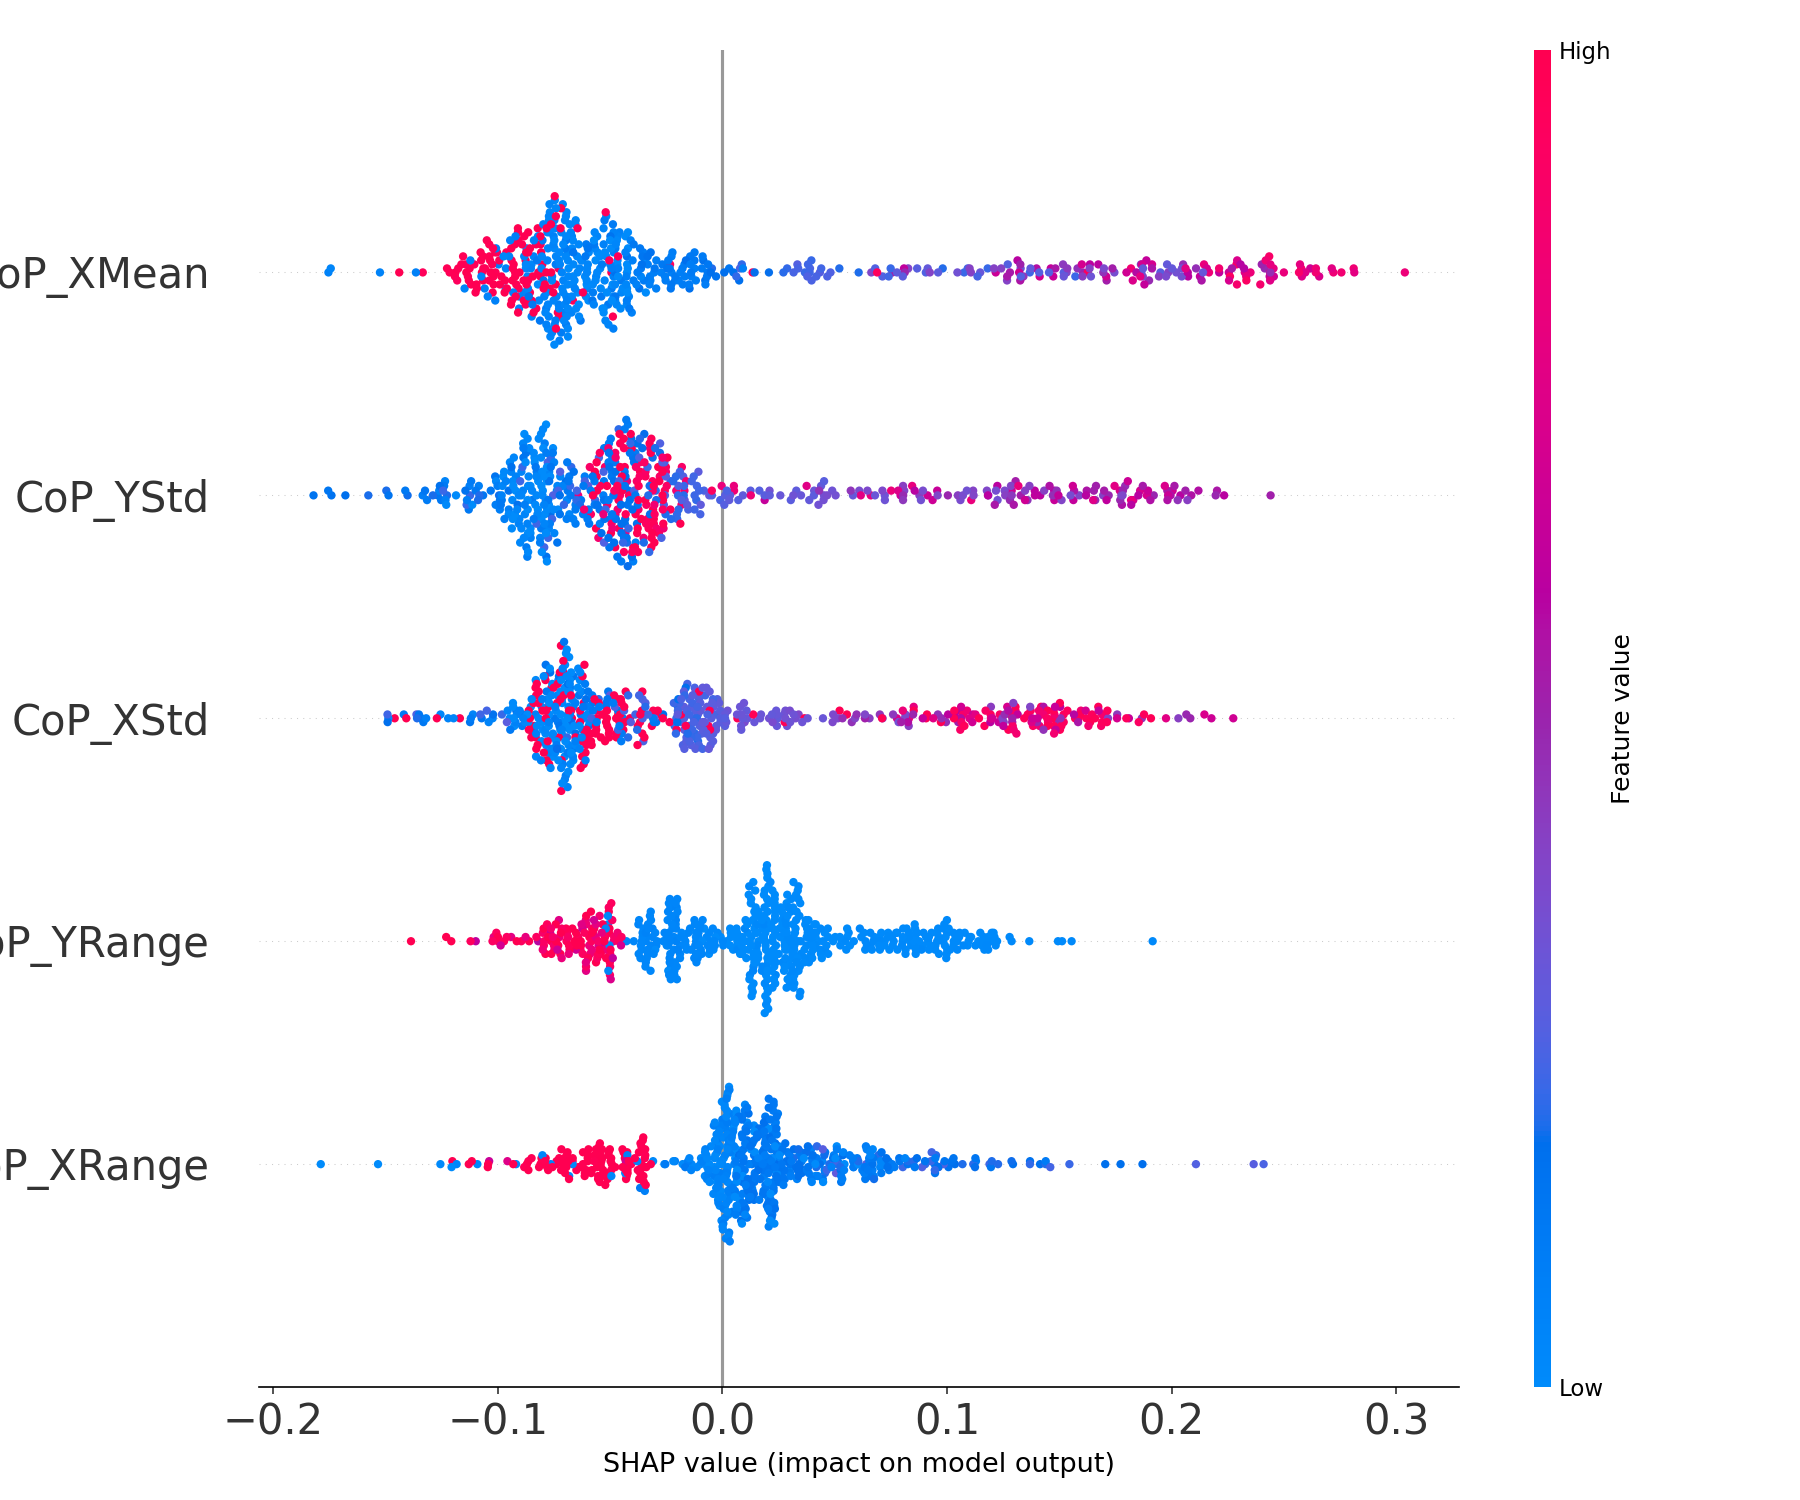 High
oP_XMean
CoP_YStd
Feature value
CoP_XStd
oP_YRange
P_XRange
Low
−0.2 −0.1 0.0 0.1 0.2 0.3
SHAP value (impact on model output)